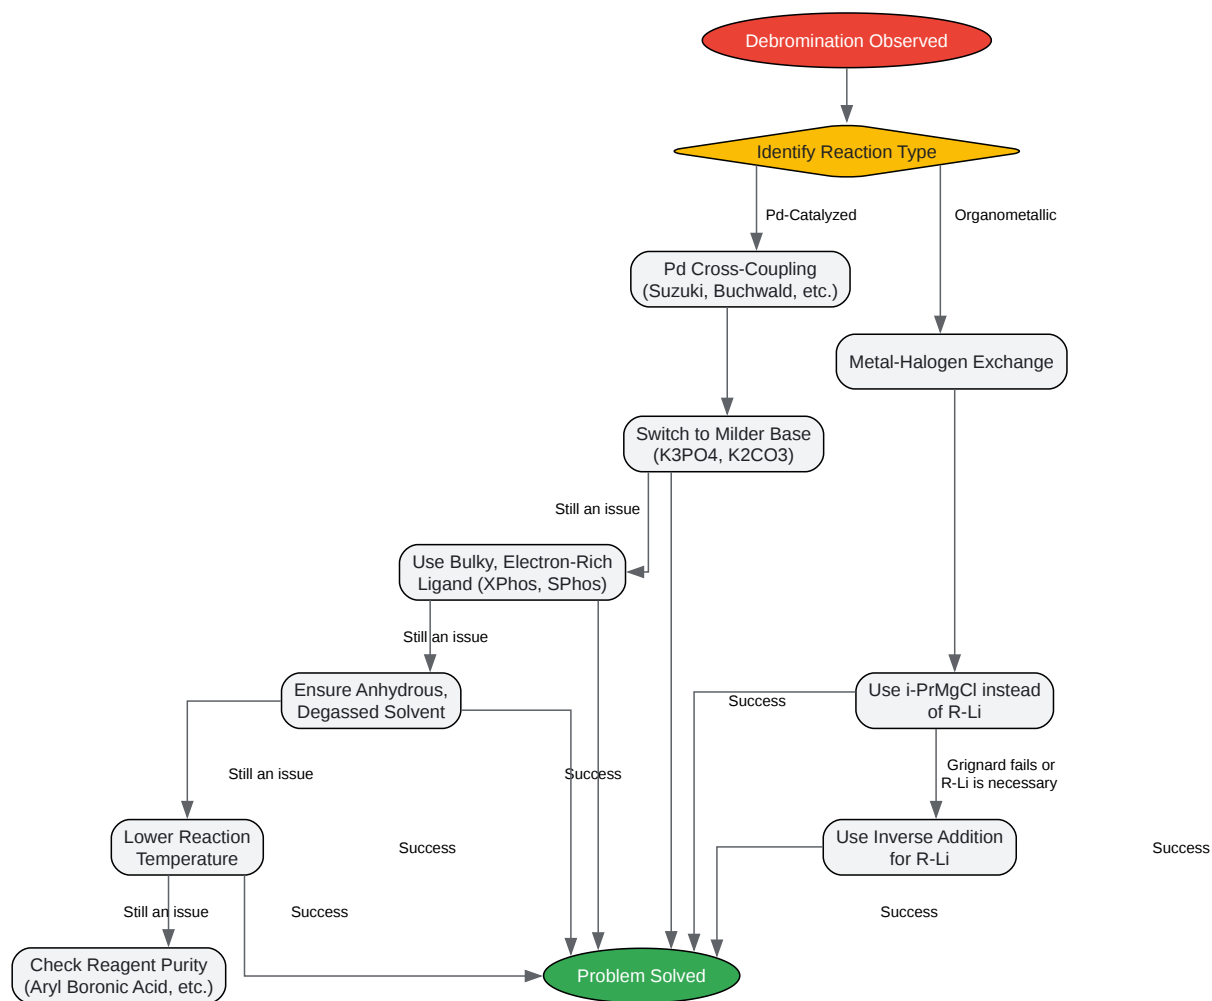 Debromination Observed
Identify Reaction Type
Pd-Catalyzed
Organometallic
Pd Cross-Coupling
(Suzuki, Buchwald, etc.)
Metal-Halogen Exchange
Switch to Milder Base
(K3PO4, K2CO3)
Still an issue
Use Bulky, Electron-Rich
Ligand (XPhos, SPhos)
Still an issue
Ensure Anhydrous,
Degassed Solvent
Use i-PrMgCl instead
of R-Li
Success
Still an issue
Success
Grignard fails or
R-Li is necessary
Lower Reaction
Temperature
Success
Use Inverse Addition
for R-Li
Success
Still an issue
Success
Success
Check Reagent Purity
(Aryl Boronic Acid, etc.)
Problem Solved